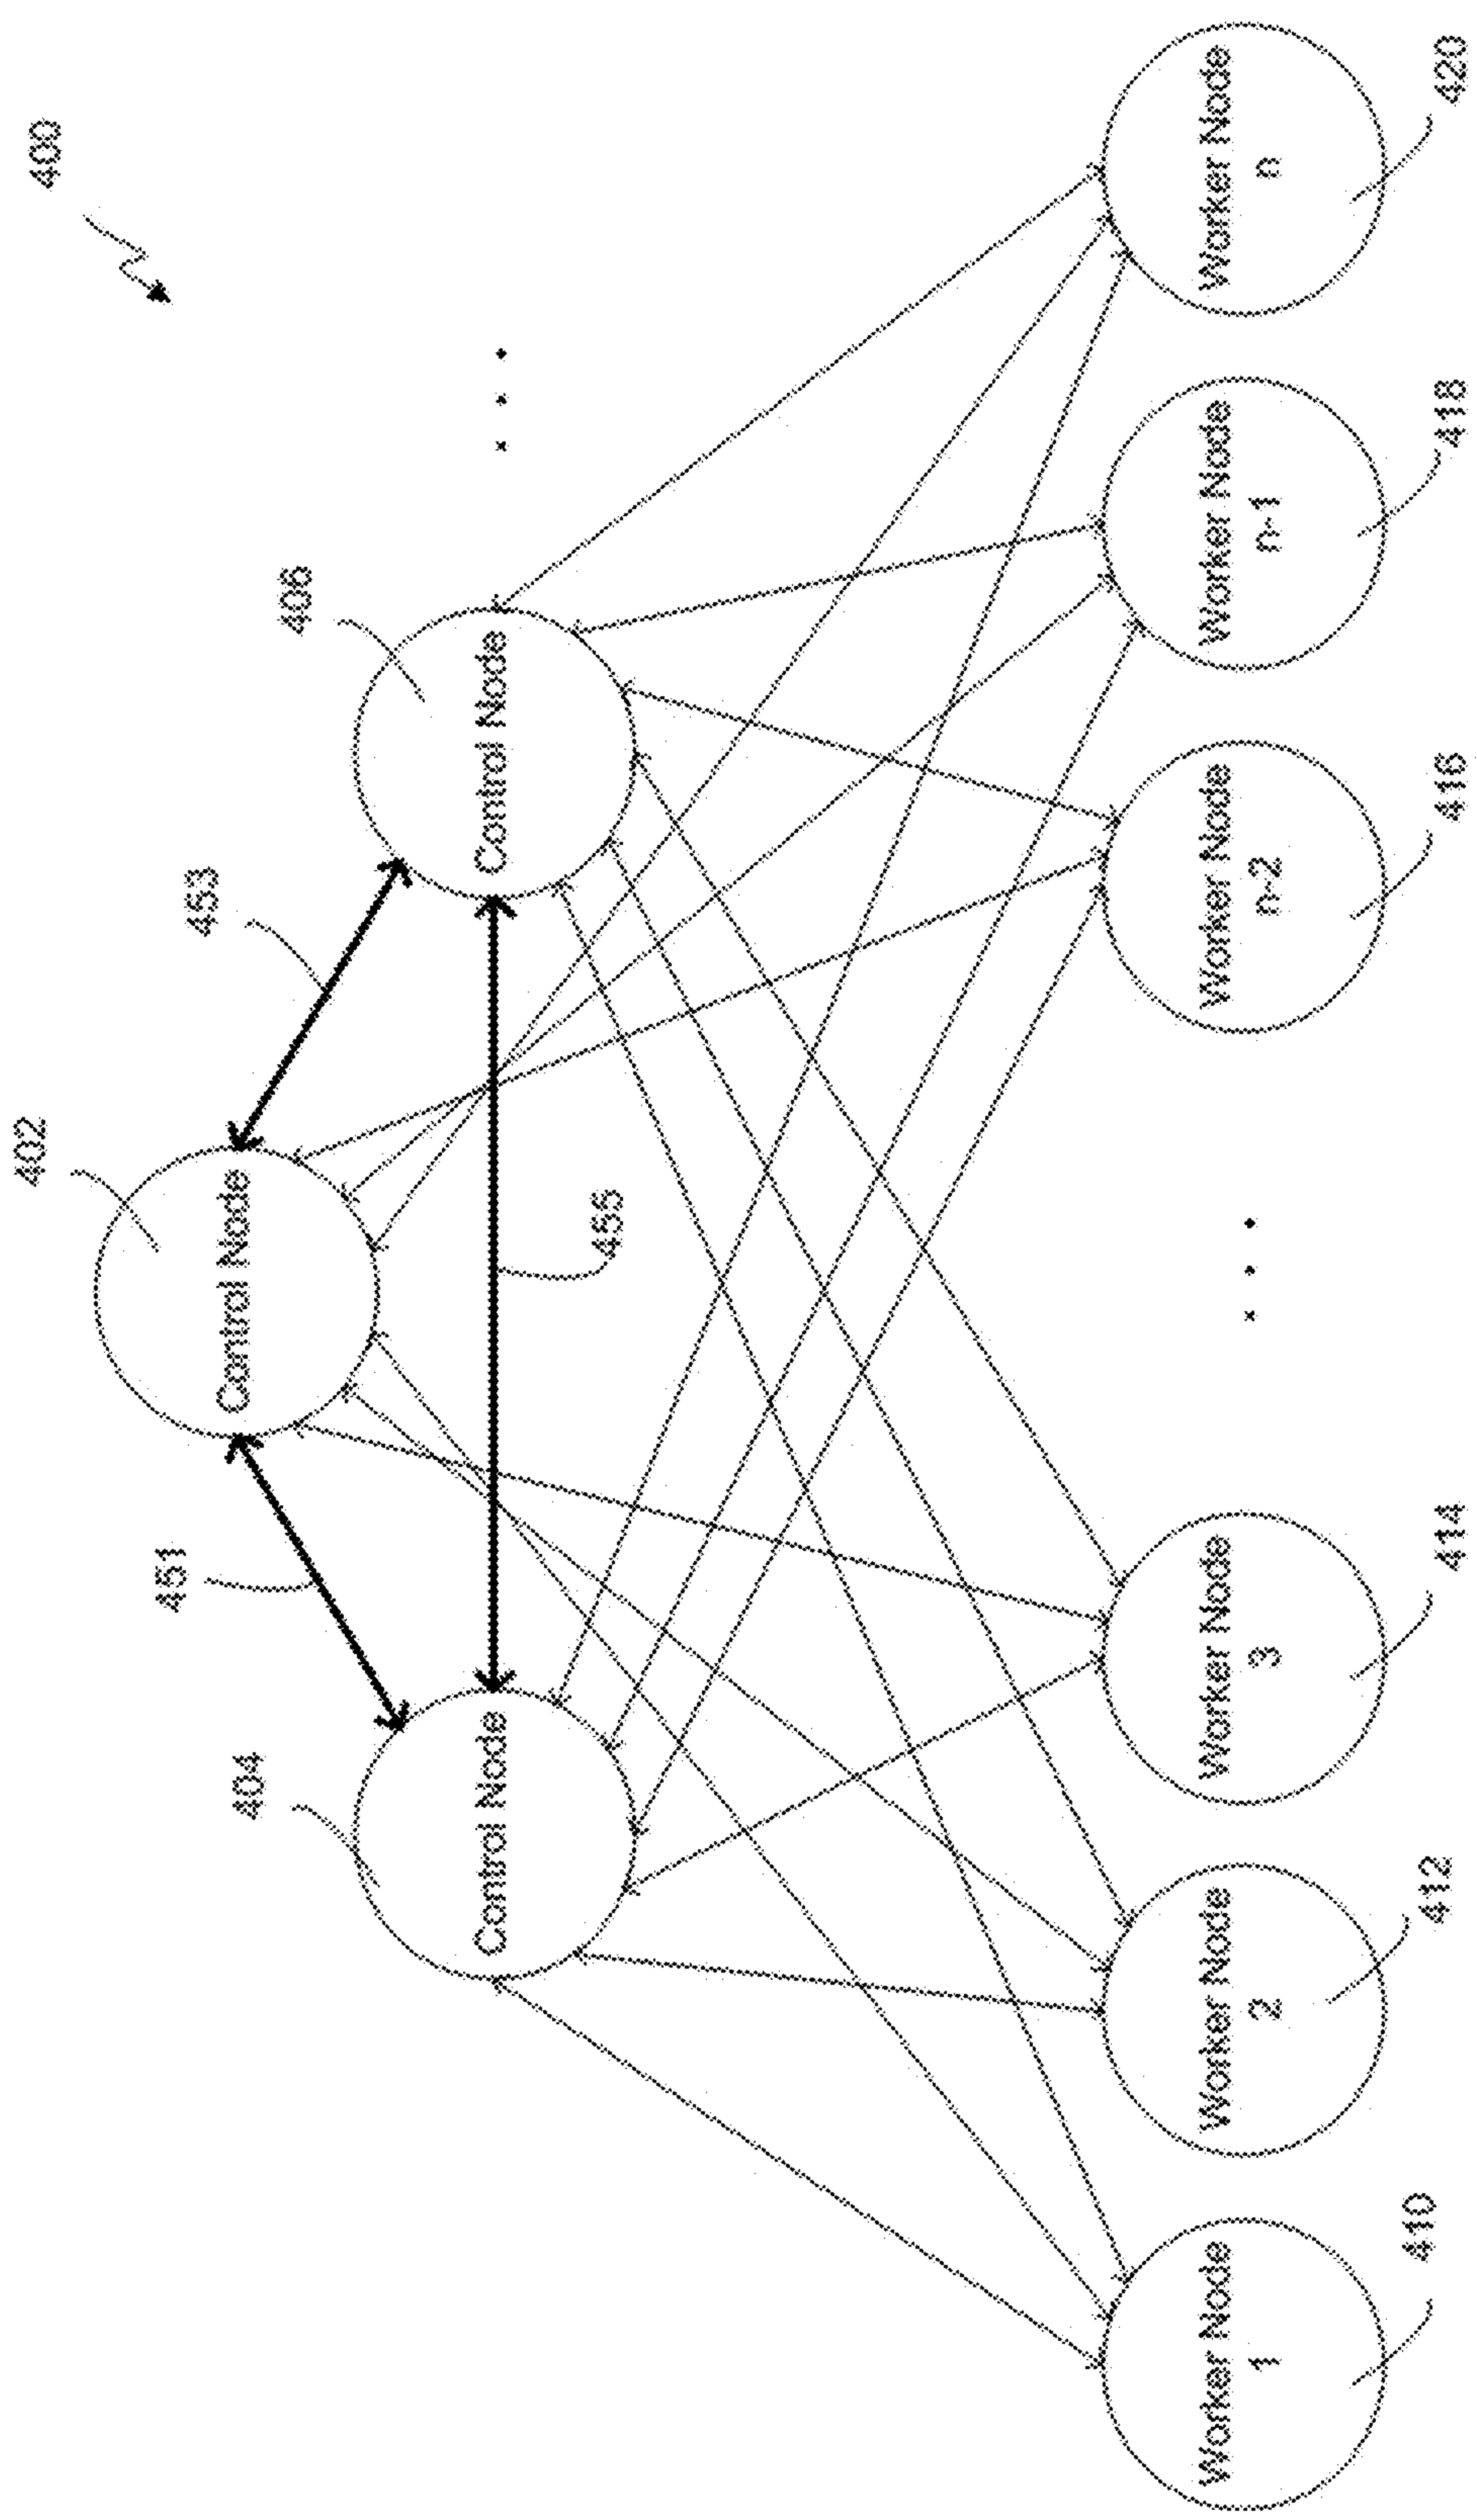 400
402
Control Node
451
453
404
406
Control Node
Control Node
455
. . .
Worker Node
1
Worker Node
2
Worker Node
3
. . .
Worker Node
n-2
Worker Node
n-1
Worker Node
n
410
412
414
416
418
420